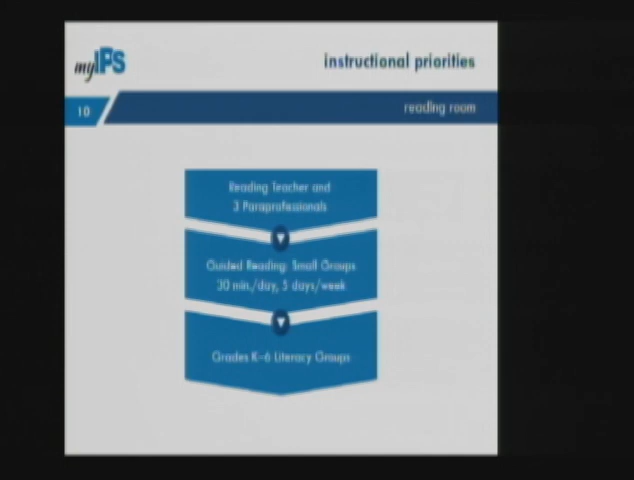 myIPS
instructional priorities
10
reading room
Reading Teacher and
3 Paraprofessionals
Guided Reading: Small Groups
30 min./day, 5 days/week
Grades K-6 Literacy Groups